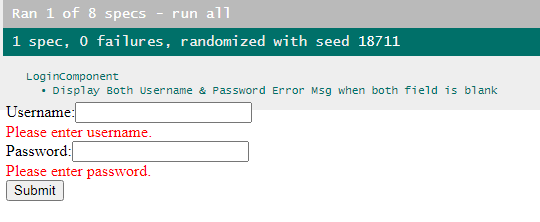 Ran 1 of 8 specs - run all
1 spec, 0 failures, randomized with seed 18711
LoginComponent
• Display Both Username & Password Error Msg when both field is blank
Username:
Please enter username.
Password:
Please enter password.
Submit